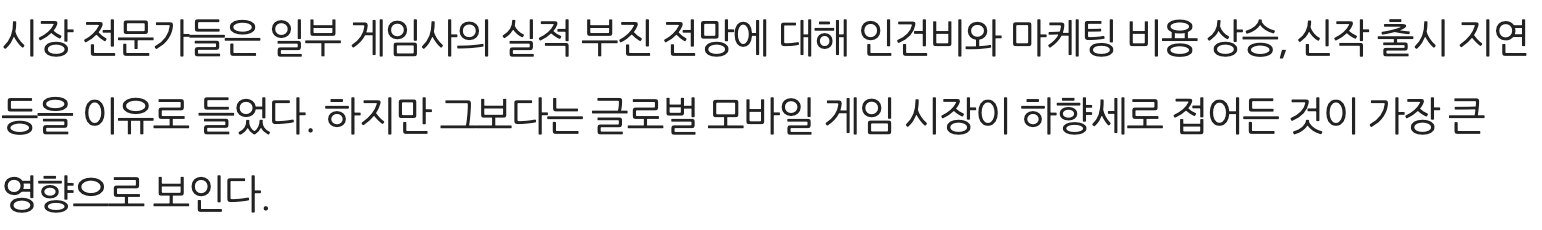 시장 전문가들은 일부 게임사의 실적 부진 전망에 대해 인건비와 마케팅 비용 상승, 신작 출시 지연
등을 이유로 들었다. 하지만 그보다는 글로벌 모바일 게임 시장이 하향세로 접어든 것이 가장 큰
영향으로 보인다.